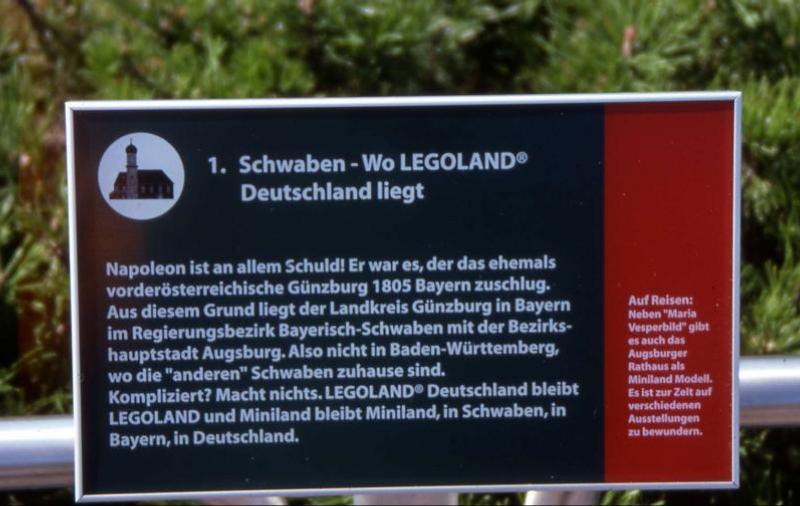 1. Schwaben - Wo LEGOLAND®
Deutschland liegt
Napoleon ist an allem Schuld! Er war es, der das ehemals
vorderösterreichische Günzburg 1805 Bayern zuschlug.
Aus diesem Grund liegt der Landkreis Günzburg in Bayern
im Regierungsbezirk Bayerisch-Schwaben mit der Bezirks-
hauptstadt Augsburg. Also nicht in Baden-Württemberg,
wo die "anderen" Schwaben zuhause sind.
Kompliziert? Macht nichts. LEGOLAND® Deutschland bleibt
LEGOLAND und Miniland bleibt Miniland, in Schwaben, in
Bayern, in Deutschland.
Auf Reisen:
Neben "Maria
Vesperbild" gibt
es auch das
Augsburger
Rathaus als
Miniland Modell.
Es ist zur Zeit auf
verschiedenen
Ausstellungen
zu bewundern.